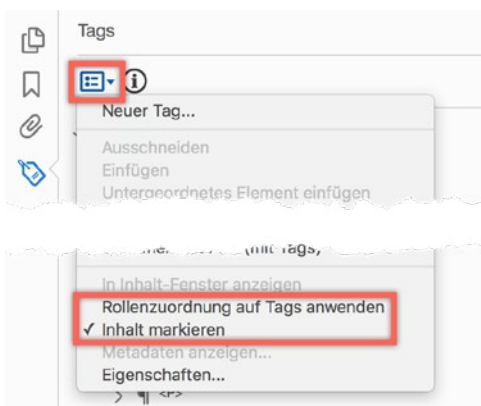 Tags
Neuer Tag...
Ausschneiden
Einfügen
Untergeordnetes Element einfügen
(mit Tags)
In Inhalt-Fenster anzeigen
Rollenzuordnung auf Tags anwenden
✓ Inhalt markieren
Metadaten anzeigen...
Eigenschaften...
<P>